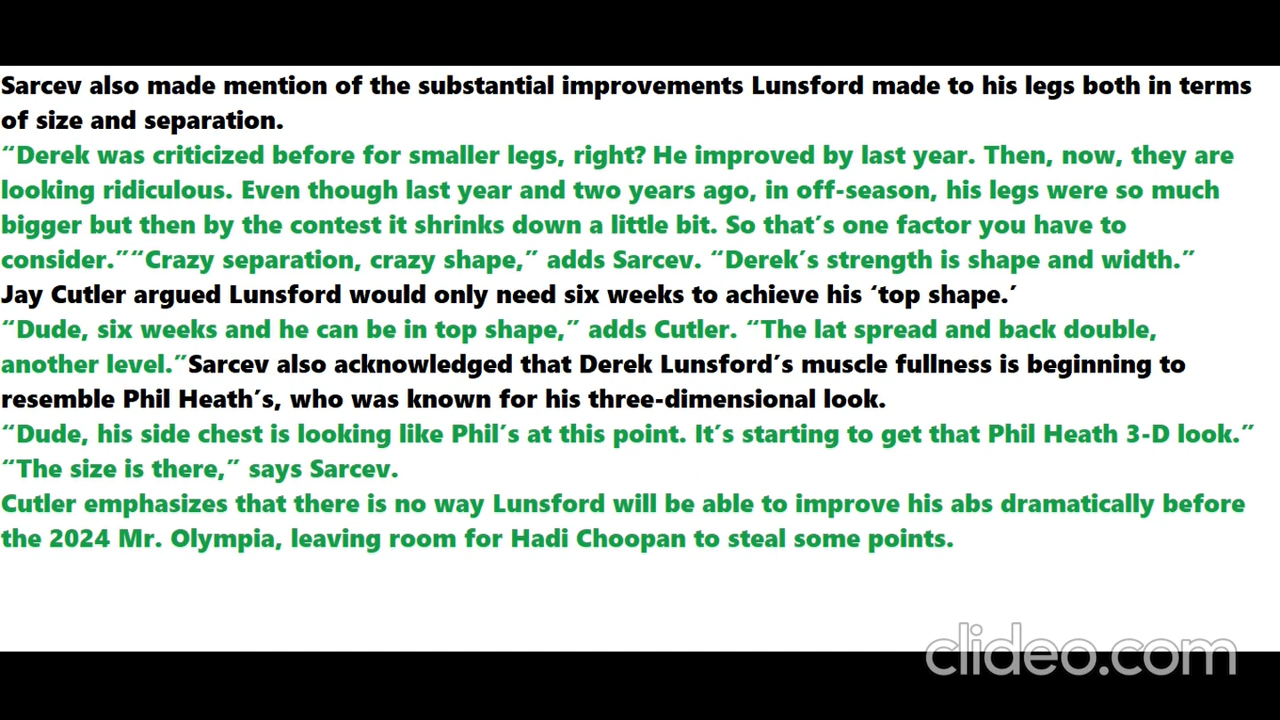 Sarcev also made mention of the substantial improvements Lunsford made to his legs both in terms
of size and separation.
“Derek was criticized before for smaller legs, right? He improved by last year. Then, now, they are
looking ridiculous. Even though last year and two years ago, in off-season, his legs were so much
bigger but then by the contest it shrinks down a little bit. So that’s one factor you have to
consider.”“Crazy separation, crazy shape,” adds Sarcev. “Derek’s strength is shape and width.”
Jay Cutler argued Lunsford would only need six weeks to achieve his ‘top shape.’
“Dude, six weeks and he can be in top shape,” adds Cutler. “The lat spread and back double,
another level.”Sarcev also acknowledged that Derek Lunsford’s muscle fullness is beginning to
resemble Phil Heath’s, who was known for his three-dimensional look.
“Dude, his side chest is looking like Phil’s at this point. It’s starting to get that Phil Heath 3-D look.”
“The size is there,” says Sarcev.
Cutler emphasizes that there is no way Lunsford will be able to improve his abs dramatically before
the 2024 Mr. Olympia, leaving room for Hadi Choopan to steal some points.
clideo.com